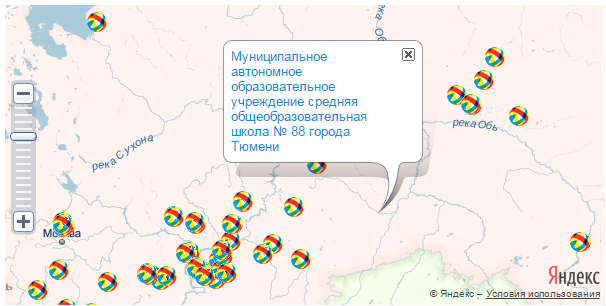 Муниципальное
автономное
образовательное
учреждение средняя
общеобразовательная
школа № 88 города
Тюмени
река Обь
река Сухона
Яндекс
© Яндекс – Условия использования